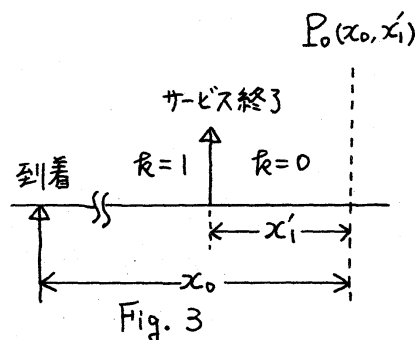 P₀(x₀, x₁')
サービス終了
到着
k=1
k=0
x₁'
x₀
Fig. 3